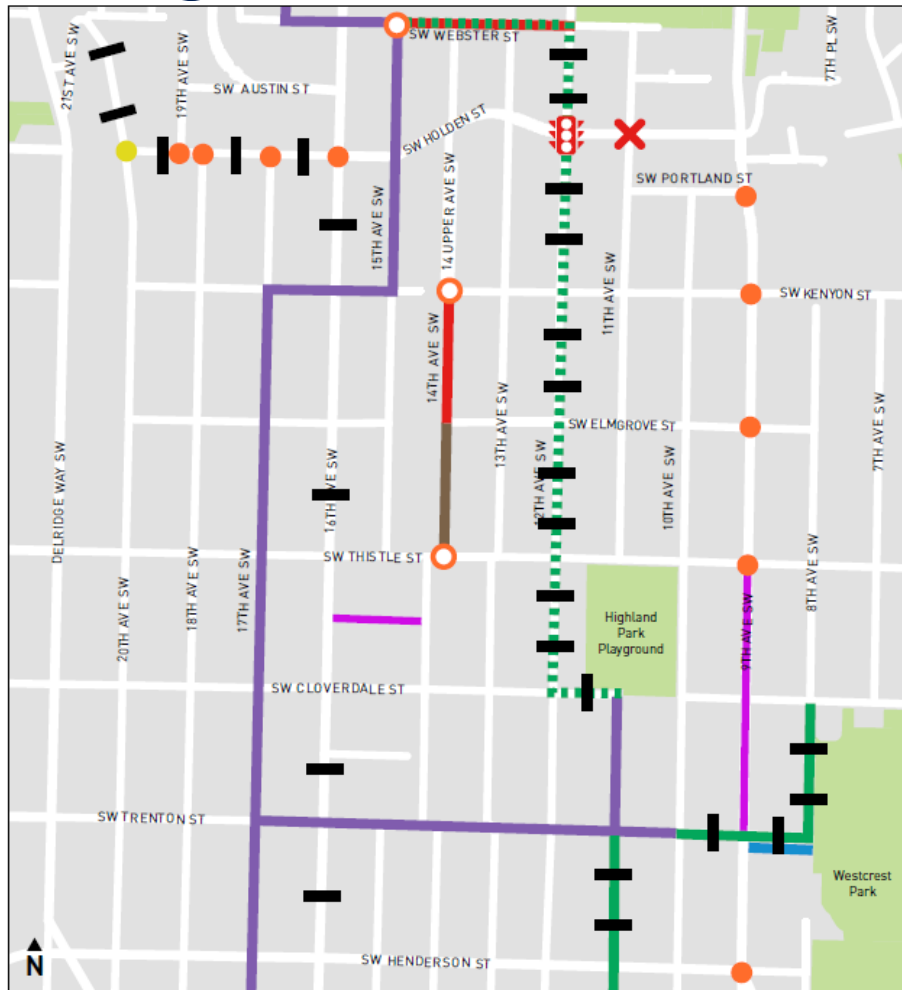 SW WEBSTER ST
21ST AVE SW
19TH AVE SW
7TH PL SW
SW AUSTIN ST
SW HOLDEN ST
SW PORTLAND ST
15TH AVE SW
14 UPPER AVE SW
11TH AVE SW
SW KENYON ST
14TH AVE SW
13TH AVE SW
SW ELMGROVE ST
7TH AVE SW
DELRIDGE WAY SW
16TH AVE SW
12TH AVE SW
10TH AVE SW
SW THISTLE ST
20TH AVE SW
18TH AVE SW
17TH AVE SW
8TH AVE SW
9TH AVE SW
Highland
Park
Playground
SW CLOVERDALE ST
SW TRENTON ST
Westcrest
Park
SW HENDERSON ST
N